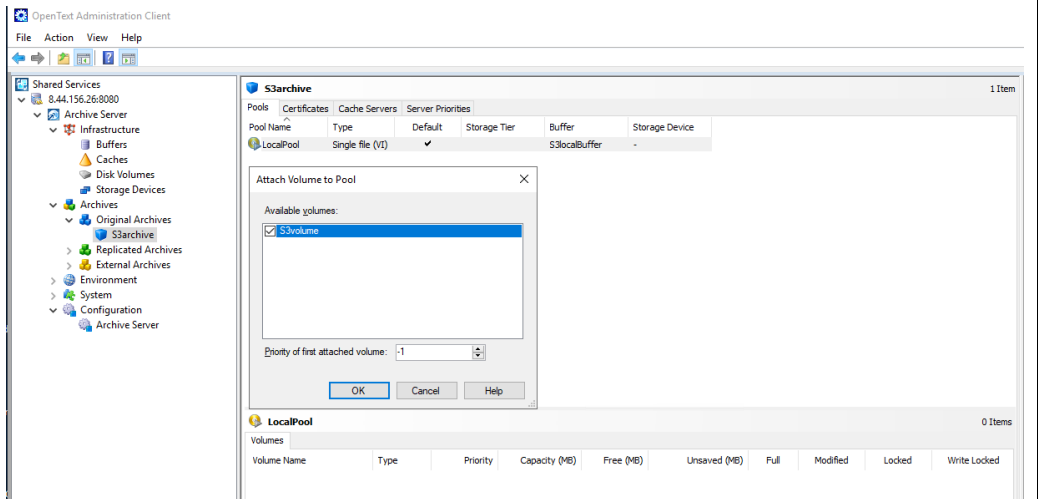 OpenText Administration Client
File Action View Help
Shared Services
8.44.156.26:8080
Archive Server
Infrastructure
Buffers
Caches
Disk Volumes
Storage Devices
Archives
Original Archives
S3archive
Replicated Archives
External Archives
Environment
System
Configuration
Archive Server
S3archive 1 Item
Pools Certificates Cache Servers Server Priorities
Pool Name Type Default Storage Tier Buffer Storage Device
LocalPool Single file (VI) ✔ S3localBuffer -
Attach Volume to Pool
Available volumes:
S3volume
Priority of first attached volume: -1
OK Cancel Help
LocalPool 0 Items
Volumes
Volume Name Type Priority Capacity (MB) Free (MB) Unsaved (MB) Full Modified Locked Write Locked